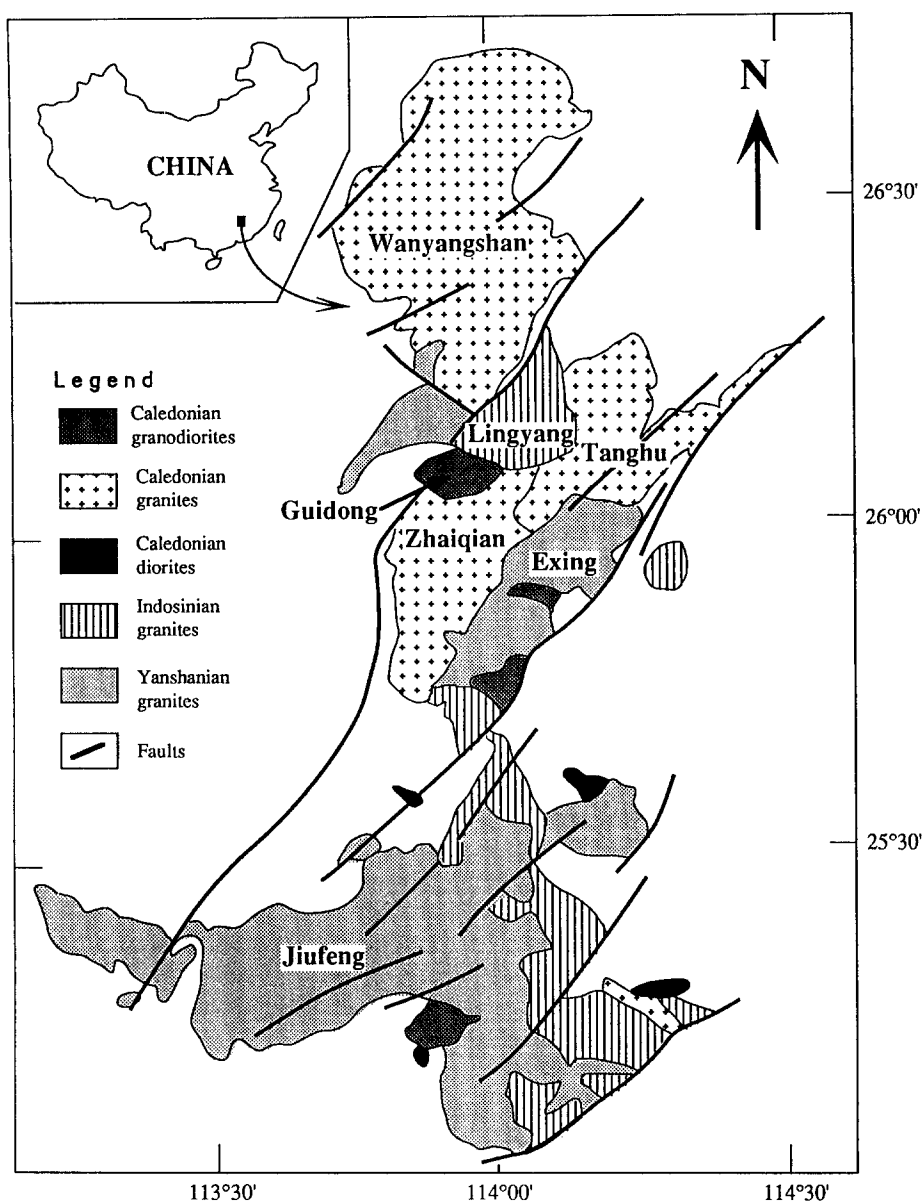 CHINA
N
26°30'
Wanyangshan
Legend
Caledonian
granodiorites
Caledonian
granites
Caledonian
diorites
Indosinian
granites
Yanshanian
granites
Faults
Lingyang
Tanghu
Guidong
Zhaiqian
Exing
26°00'
25°30'
Jiufeng
113°30'
114°00'
114°30'